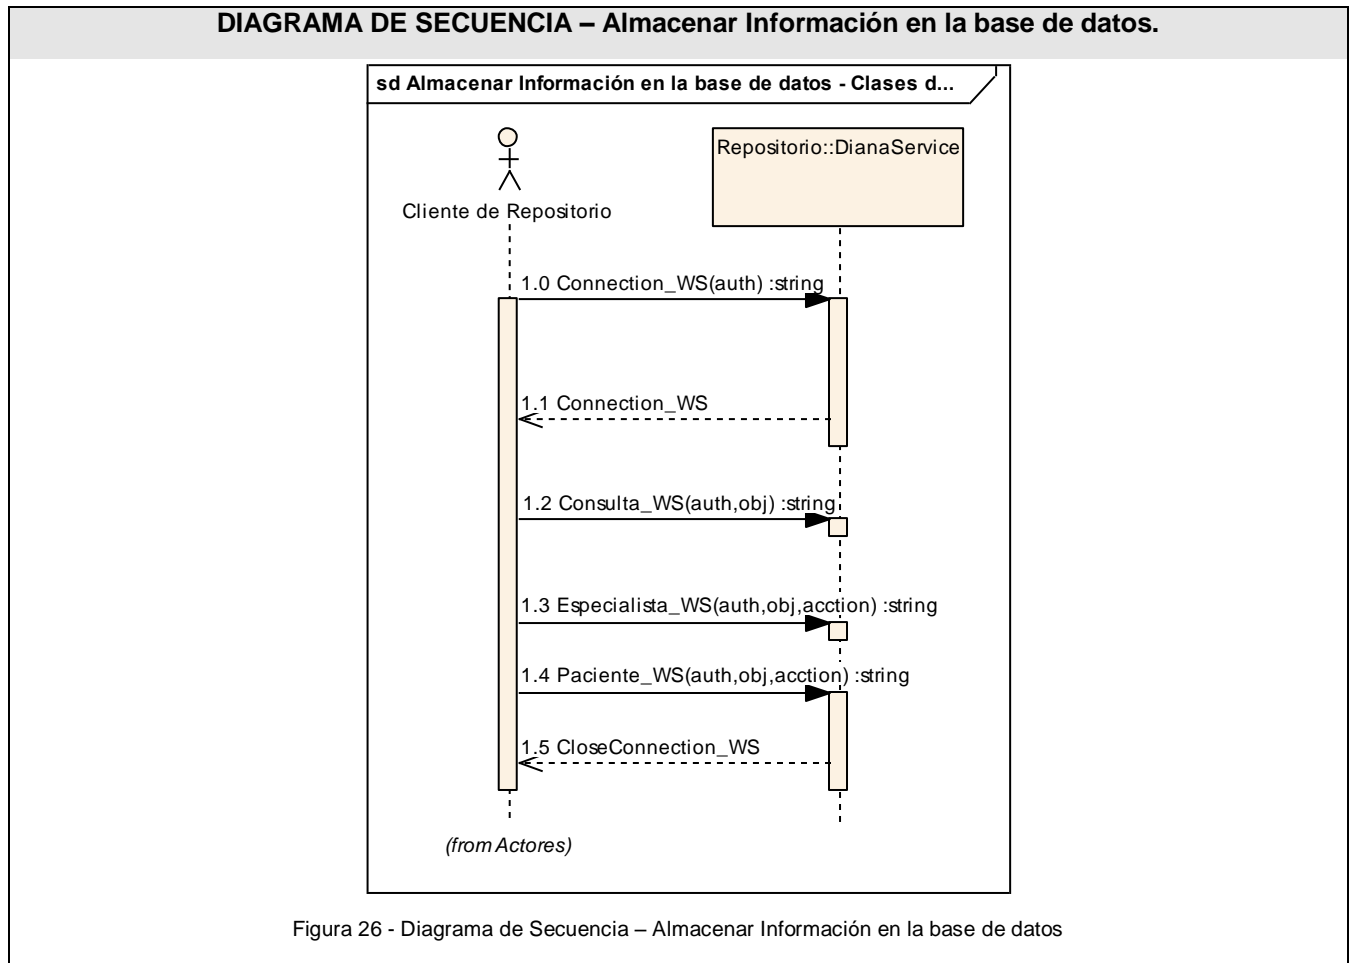 DIAGRAMA DE SECUENCIA – Almacenar Información en la base de datos.
sd Almacenar Información en la base de datos - Clases d...
Repositorio::DianaService
Cliente de Repositorio
1.0 Connection_WS(auth) :string
1.1 Connection_WS
1.2 Consulta_WS(auth,obj) :string
1.3 Especialista_WS(auth,obj,acction) :string
1.4 Paciente_WS(auth,obj,acction) :string
1.5 CloseConnection_WS
(from Actores)
Figura 26 - Diagrama de Secuencia – Almacenar Información en la base de datos